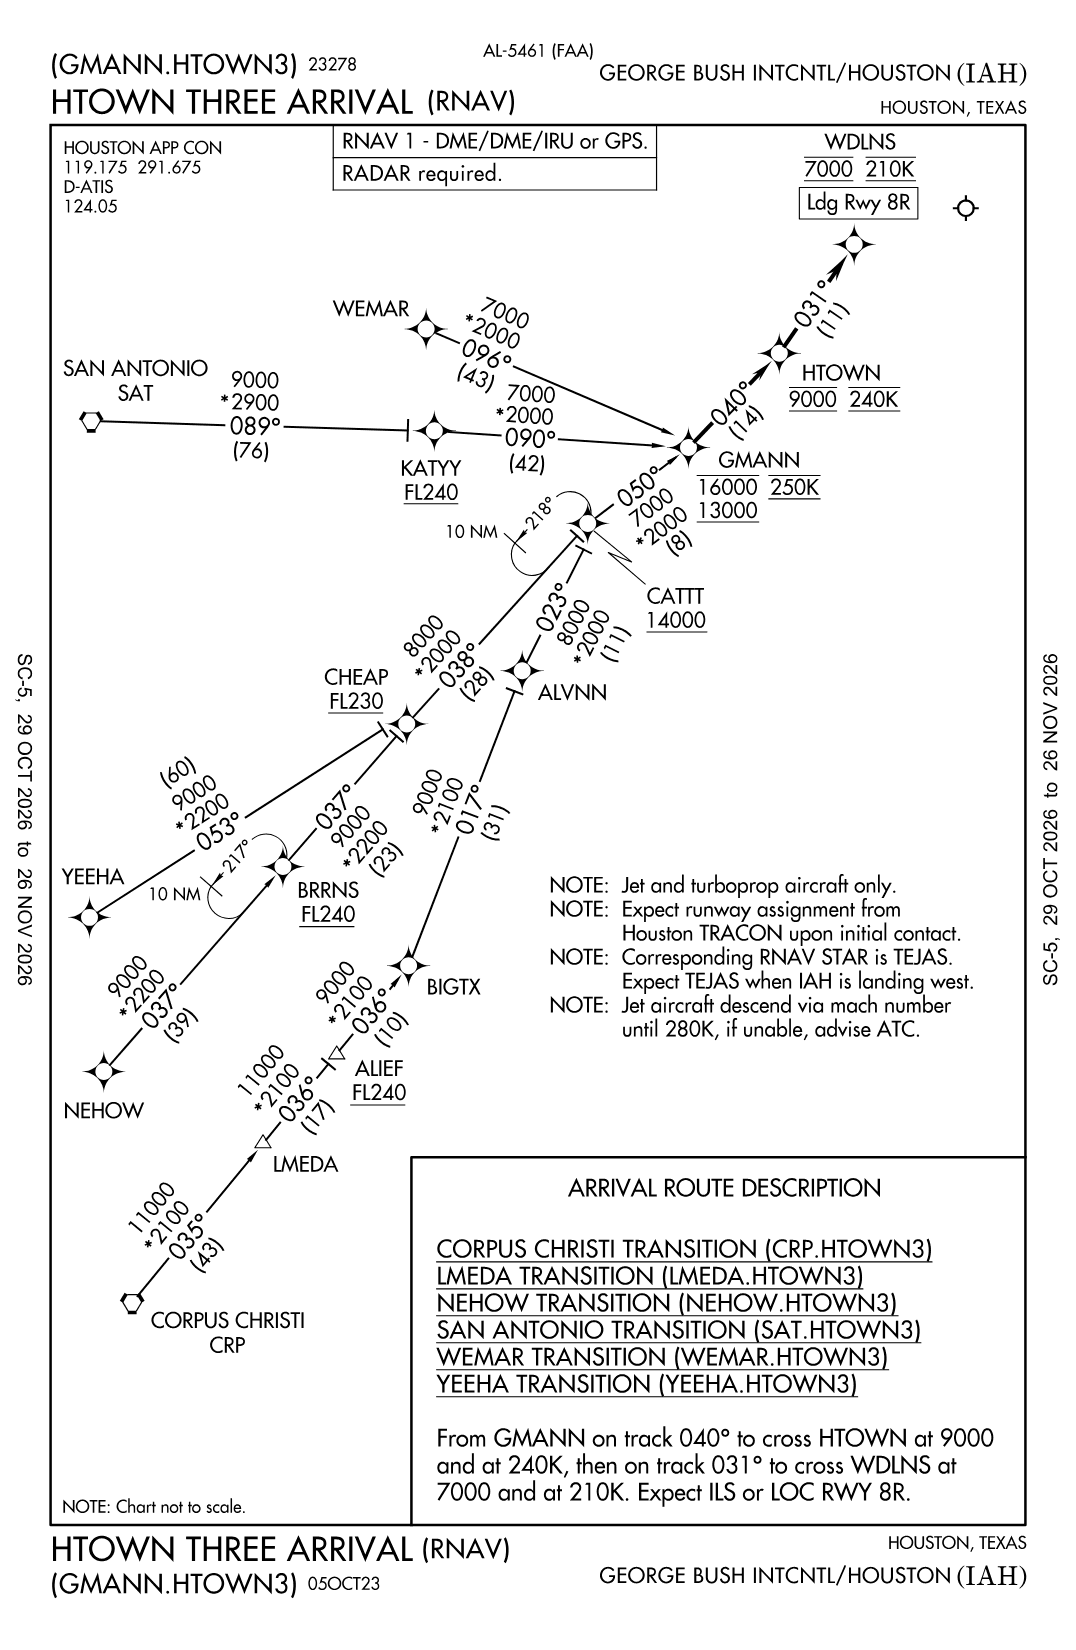 AL-5461 (FAA)
(GMANN.HTOWN3) 23278
GEORGE BUSH INTCNTL/HOUSTON (IAH)
HTOWN THREE ARRIVAL (RNAV)
HOUSTON, TEXAS
HOUSTON APP CON
119.175 291.675
D-ATIS
124.05
RNAV 1 - DME/DME/IRU or GPS.
RADAR required.
WDLNS
7000 210K
Ldg Rwy 8R
031°
(11)
WEMAR
7000
*2000
096°
(43)
SAN ANTONIO
SAT
9000
*2900
089°
(76)
KATYY
FL240
7000
*2000
090°
(42)
HTOWN
9000 240K
040°
(14)
GMANN
16000 250K
13000
050°
7000
*2000
(8)
218°
10 NM
CATTT
14000
023°
8000
*2000
(11)
8000
*2000
038°
(28)
CHEAP
FL230
ALVNN
(60)
9000
*2200
053°
037°
9000
*2200
(23)
9000
*2100
017°
(31)
YEEHA
217°
10 NM
BRRNS
FL240
9000
*2200
037°
(39)
NEHOW
BIGTX
9000
*2100
036°
(10)
ALIEF
FL240
11000
*2100
036°
(17)
LMEDA
11000
*2100
035°
(43)
CORPUS CHRISTI
CRP
NOTE: Jet and turboprop aircraft only.
NOTE: Expect runway assignment from
Houston TRACON upon initial contact.
NOTE: Corresponding RNAV STAR is TEJAS.
Expect TEJAS when IAH is landing west.
NOTE: Jet aircraft descend via mach number
until 280K, if unable, advise ATC.
ARRIVAL ROUTE DESCRIPTION
CORPUS CHRISTI TRANSITION (CRP.HTOWN3)
LMEDA TRANSITION (LMEDA.HTOWN3)
NEHOW TRANSITION (NEHOW.HTOWN3)
SAN ANTONIO TRANSITION (SAT.HTOWN3)
WEMAR TRANSITION (WEMAR.HTOWN3)
YEEHA TRANSITION (YEEHA.HTOWN3)
From GMANN on track 040° to cross HTOWN at 9000
and at 240K, then on track 031° to cross WDLNS at
7000 and at 210K. Expect ILS or LOC RWY 8R.
NOTE: Chart not to scale.
SC-5, 29 OCT 2026 to 26 NOV 2026
SC-5, 29 OCT 2026 to 26 NOV 2026
HTOWN THREE ARRIVAL (RNAV)
HOUSTON, TEXAS
(GMANN.HTOWN3) 05OCT23
GEORGE BUSH INTCNTL/HOUSTON (IAH)